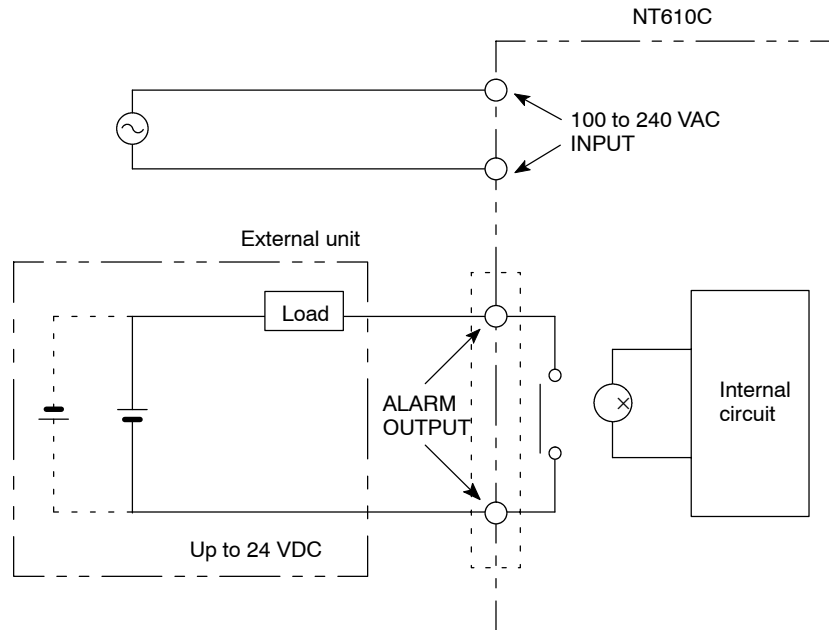 NT610C
100 to 240 VAC
INPUT
External unit
Load
ALARM
OUTPUT
Internal
circuit
Up to 24 VDC